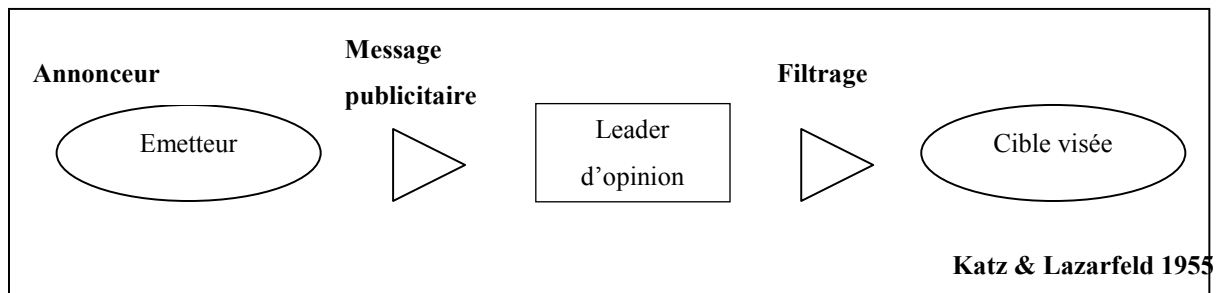 Annonceur
Emetteur
Message
publicitaire
Leader
d’opinion
Filtrage
Cible visée
Katz & Lazarfeld 1955